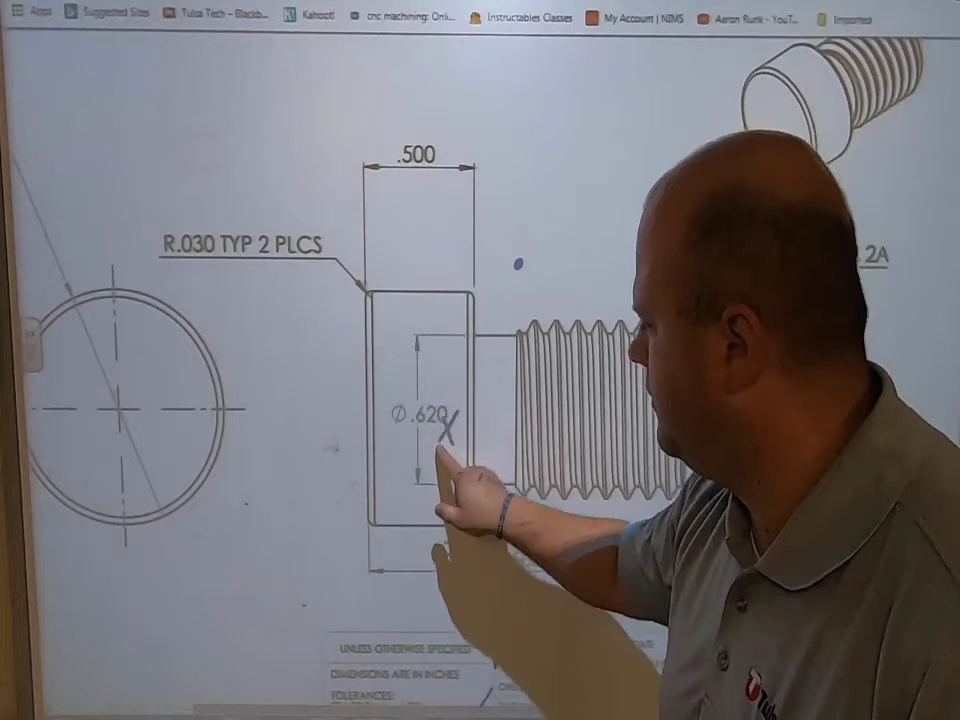 Apps Suggested Sites Tulsa Tech – Blackb... Kahoot! cnc machining: Onli... Instructables Classes My Account | NIMS Aaron Runk - YouT... Imported
.500
R.030 TYP 2 PLCS
2A
Ø .620
UNLESS OTHERWISE SPECIFIED
DIMENSIONS ARE IN INCHES
TOLERANCES